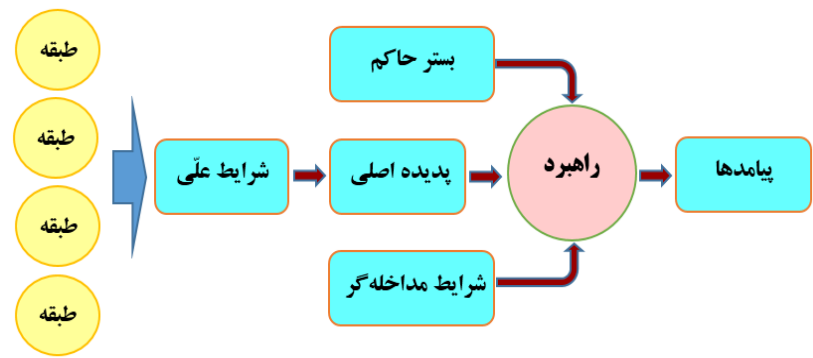 طبقه
طبقه
طبقه
طبقه
شرایط علّی
بستر حاکم
پدیده اصلی
شرایط مداخله‌گر
راهبرد
پیامدها